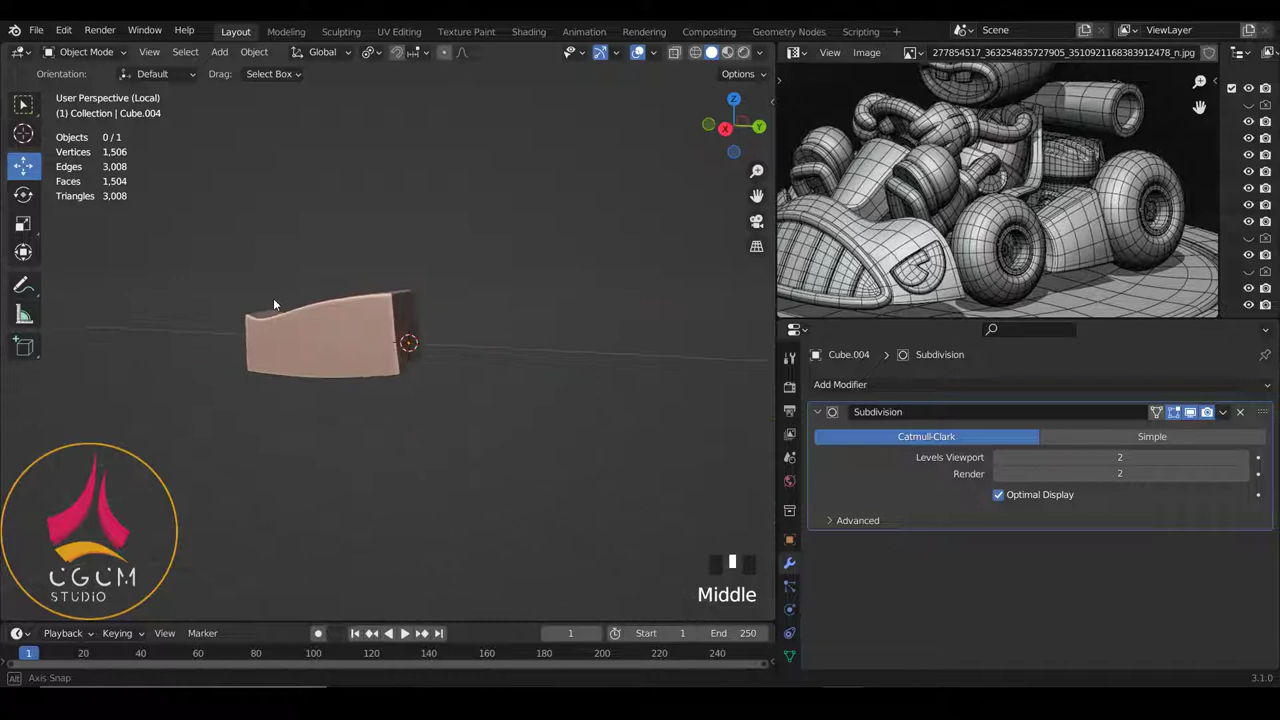 File Edit Render Window Help Layout Modeling Sculpting UV Editing Texture Paint Shading Animation Rendering Compositing Geometry Nodes Scripting + Scene ViewLayer
Object Mode View Select Add Object Global View Image 277854517_363254835727905_3510921168383912478_n.jpg
Orientation: Default Drag: Select Box Options
User Perspective (Local)
(1) Collection | Cube.004
Objects 0 / 1
Vertices 1,506
Edges 3,008
Faces 1,504
Triangles 3,008
Z
Y
X
Cube.004 Subdivision
Add Modifier
Subdivision
Catmull-Clark Simple
Levels Viewport 2
Render 2
Optimal Display
Advanced
CGCM
STUDIO
Middle
Playback Keying View Marker 1 Start 1 End 250
1 20 40 60 80 100 120 140 160 180 200 220 240
Alt Axis Snap 3.1.0